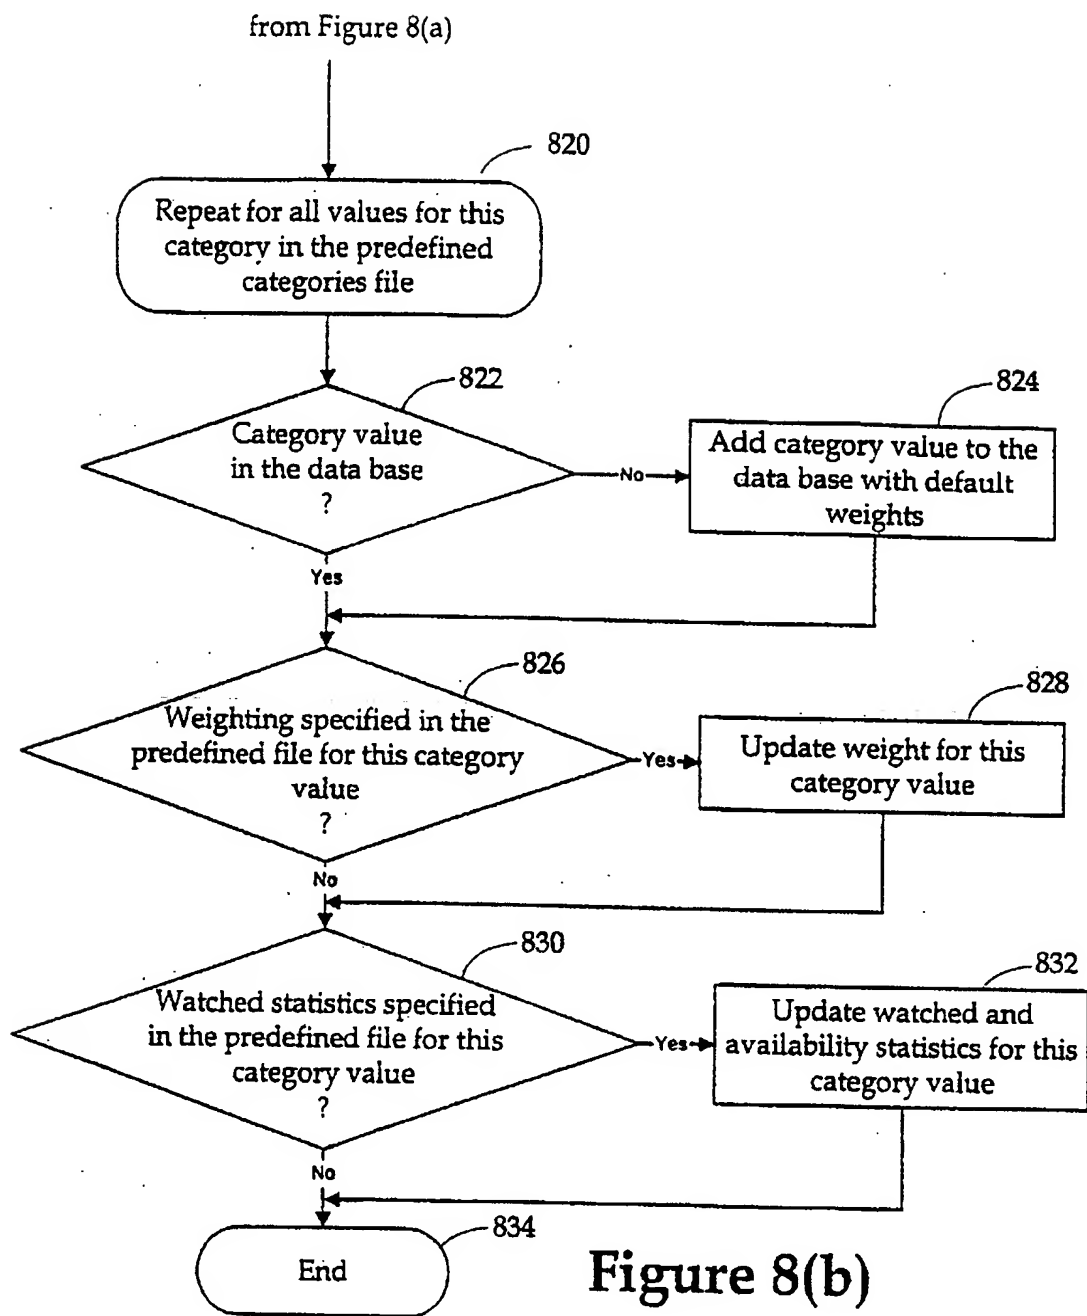 from Figure 8(a)
820
Repeat for all values for this
category in the predefined
categories file
822
Category value
in the data base
?
No
824
Add category value to the
data base with default
weights
Yes
826
Weighting specified in the
predefined file for this category
value
?
Yes
828
Update weight for this
category value
No
830
Watched statistics specified
in the predefined file for this
category value
?
Yes
832
Update watched and
availability statistics for this
category value
No
834
End
Figure 8(b)